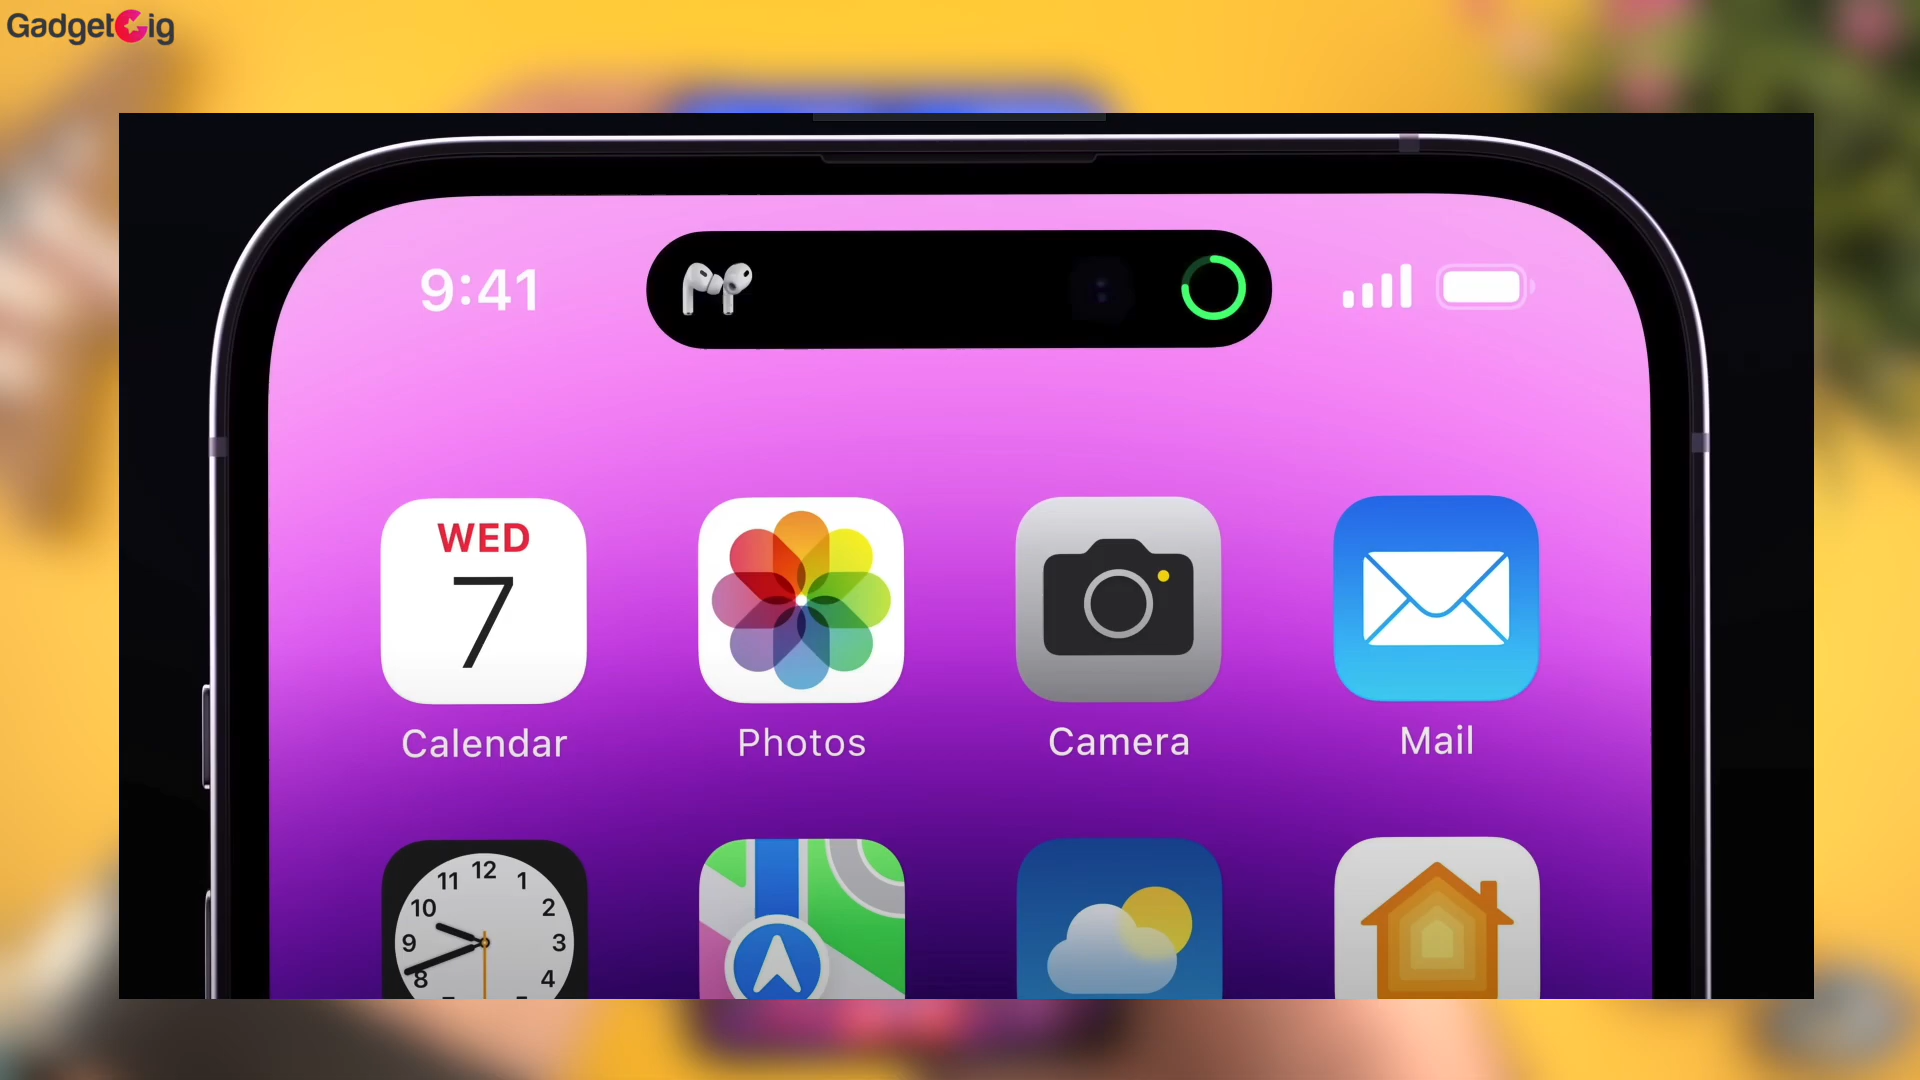 GadgetGig
9:41
WED
7
Calendar
Photos
Camera
Mail
12
11 1
10 2
9 3
8 4